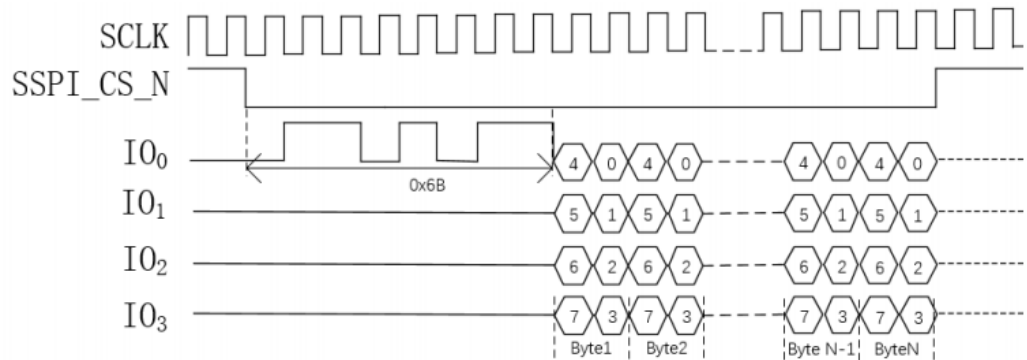 SCLK
SSPI_CS_N
IO₀ 4 0 4 0 4 0 4 0
0x6B
IO₁ 5 1 5 1 5 1 5 1
IO₂ 6 2 6 2 6 2 6 2
IO₃ 7 3 7 3 7 3 7 3
Byte1 Byte2 Byte N-1 ByteN